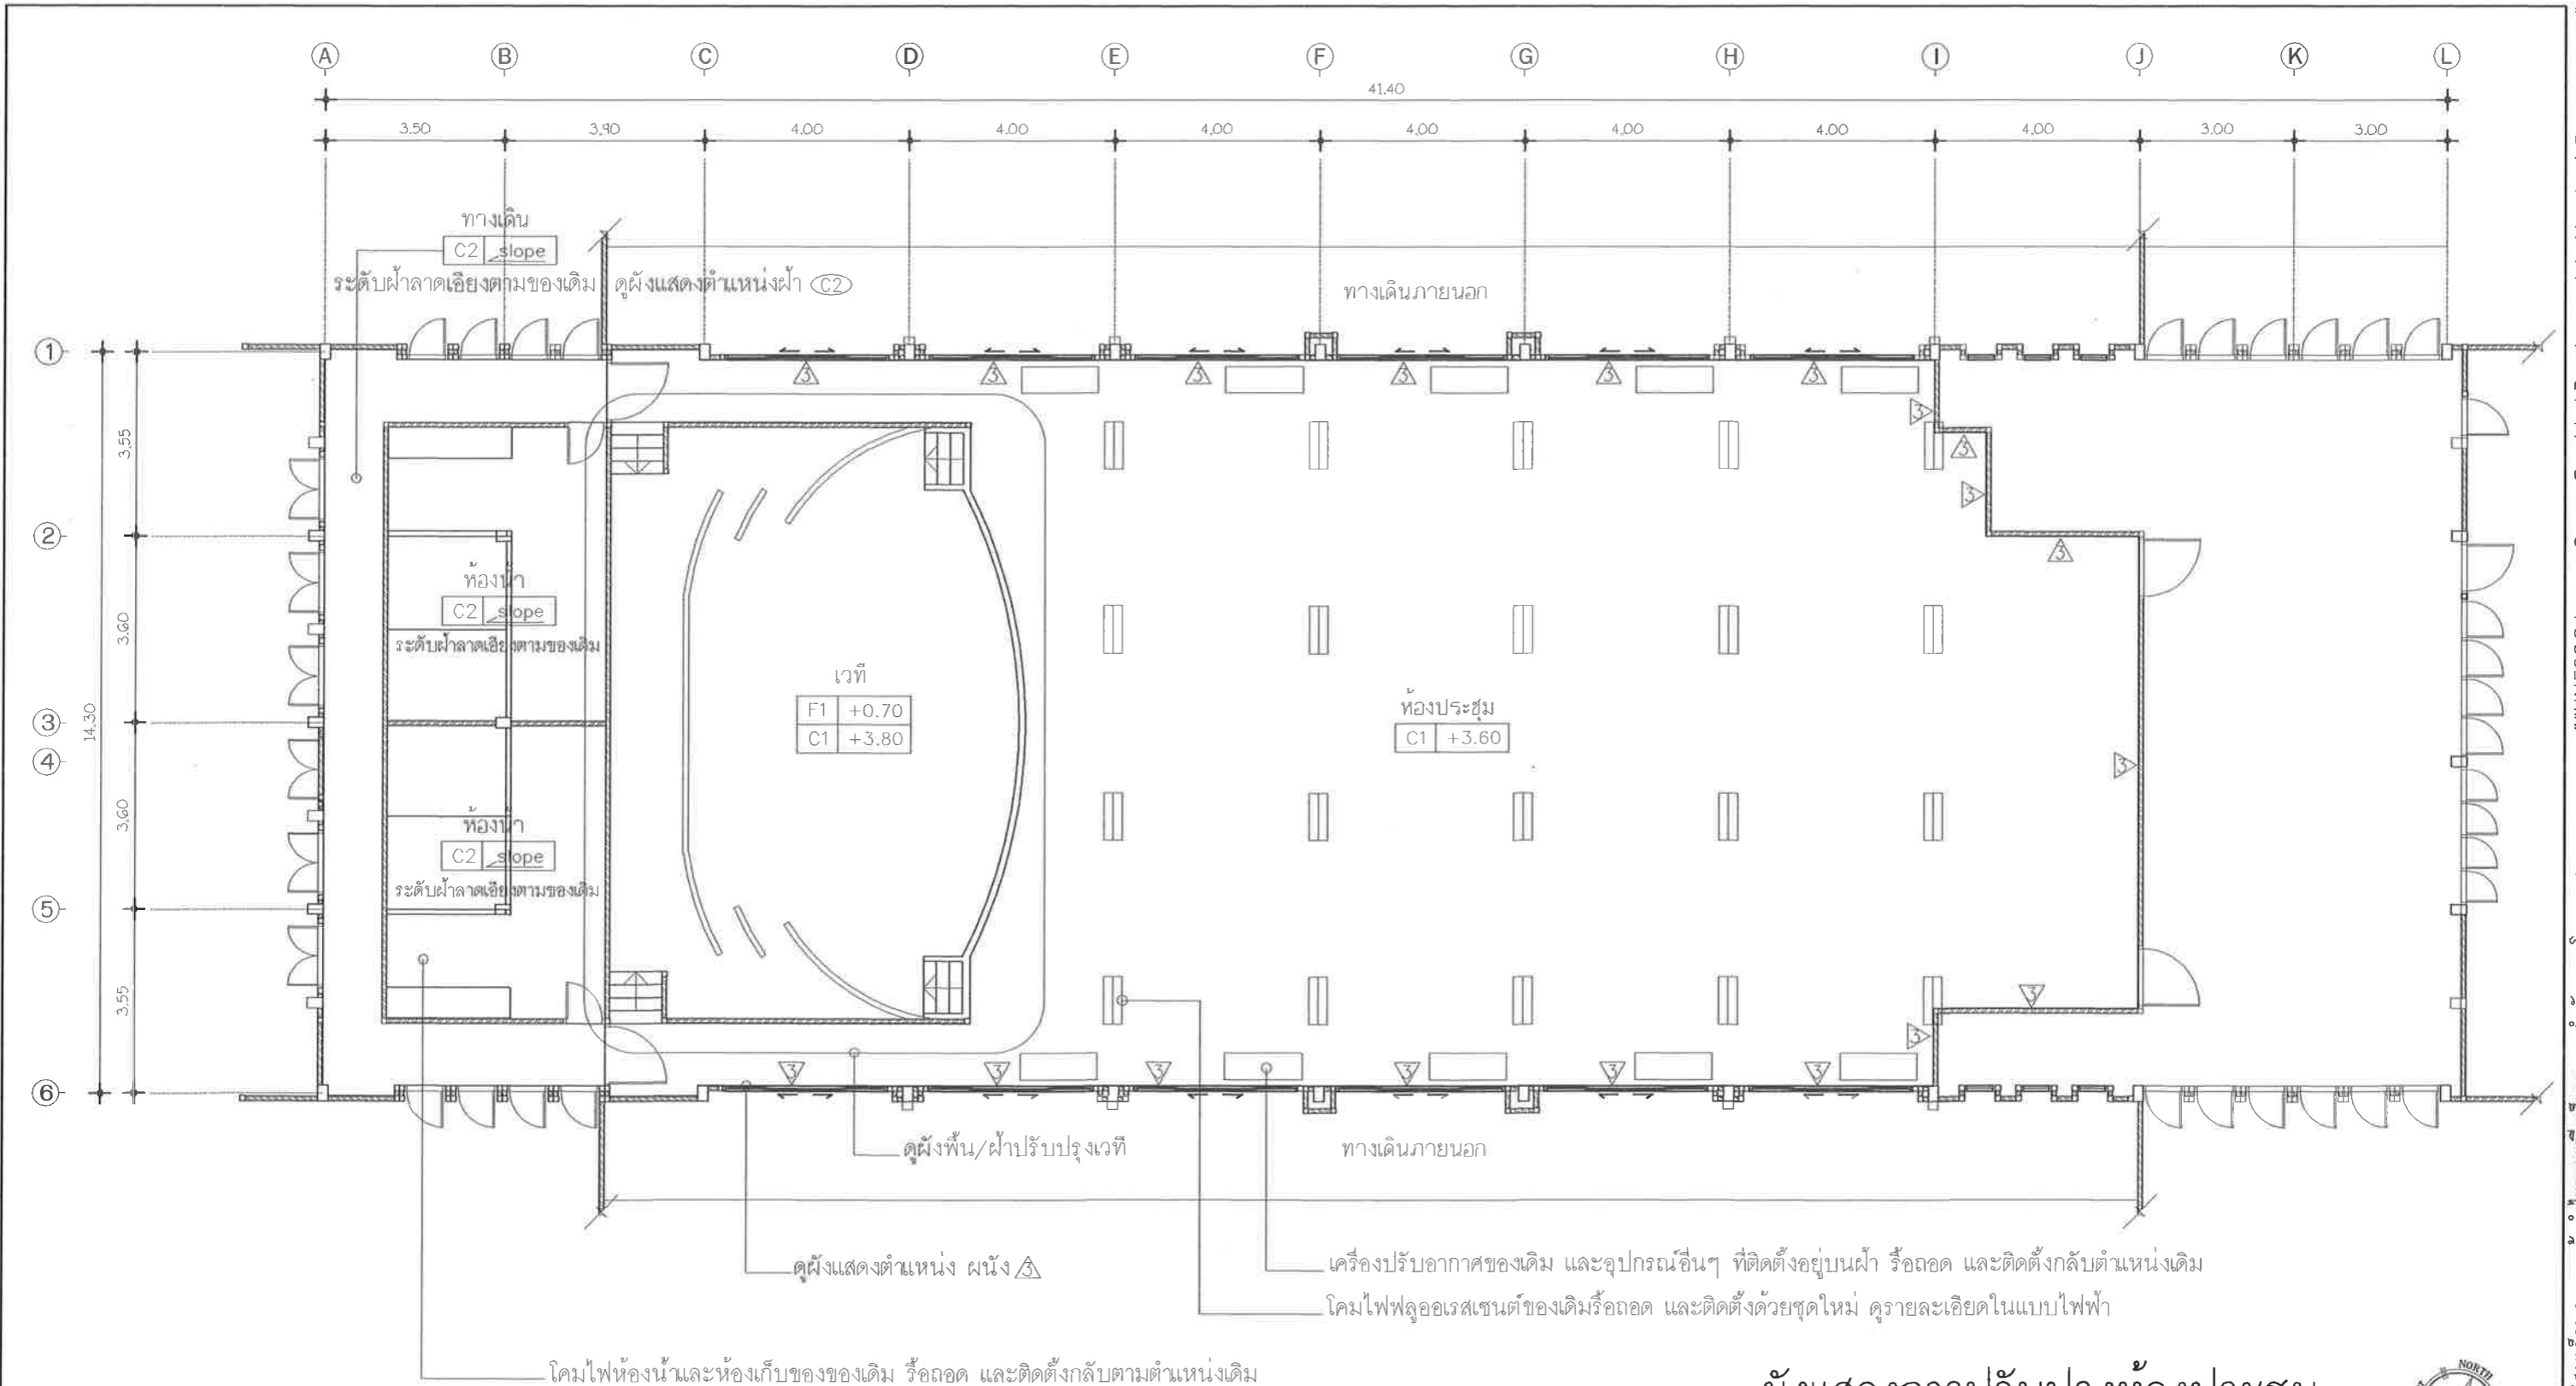 A B C D E F G H I J K L
41.40
3.50 3.90 4.00 4.00 4.00 4.00 4.00 4.00 4.00 3.00 3.00
ทางเดิน
C2 slope
ระดับฝ้าลาดเอียงตามของเดิม ดูผังแสดงตำแหน่งฝ้า C2
ทางเดินภายนอก
1
3 3 3 3 3 3
3
3
3.55
3
2
3
ห้องน้ำ
C2 slope
3.60
ระดับฝ้าลาดเอียงตามของเดิม
เวที
F1 +0.70
C1 +3.80
ห้องประชุม
C1 +3.60
3
14.30
4
3
3.60
ห้องน้ำ
C2 slope
ระดับฝ้าลาดเอียงตามของเดิม
5
3.55
3
3
3 3 3 3 3 3
6
ดูผังพื้น/ฝ้าปรับปรุงเวที
ทางเดินภายนอก
ดูผังแสดงตำแหน่ง ผนัง 3
เครื่องปรับอากาศของเดิม และอุปกรณ์อื่นๆ ที่ติดตั้งอยู่บนฝ้า รื้อถอด และติดตั้งกลับตำแหน่งเดิม
โคมไฟฟลูออเรสเซนต์ของเดิมรื้อถอด และติดตั้งด้วยชุดใหม่ ดูรายละเอียดในแบบไฟฟ้า
โคมไฟห้องน้ำและห้องเก็บของของเดิม รื้อถอด และติดตั้งกลับตามตำแหน่งเดิม
NORTH